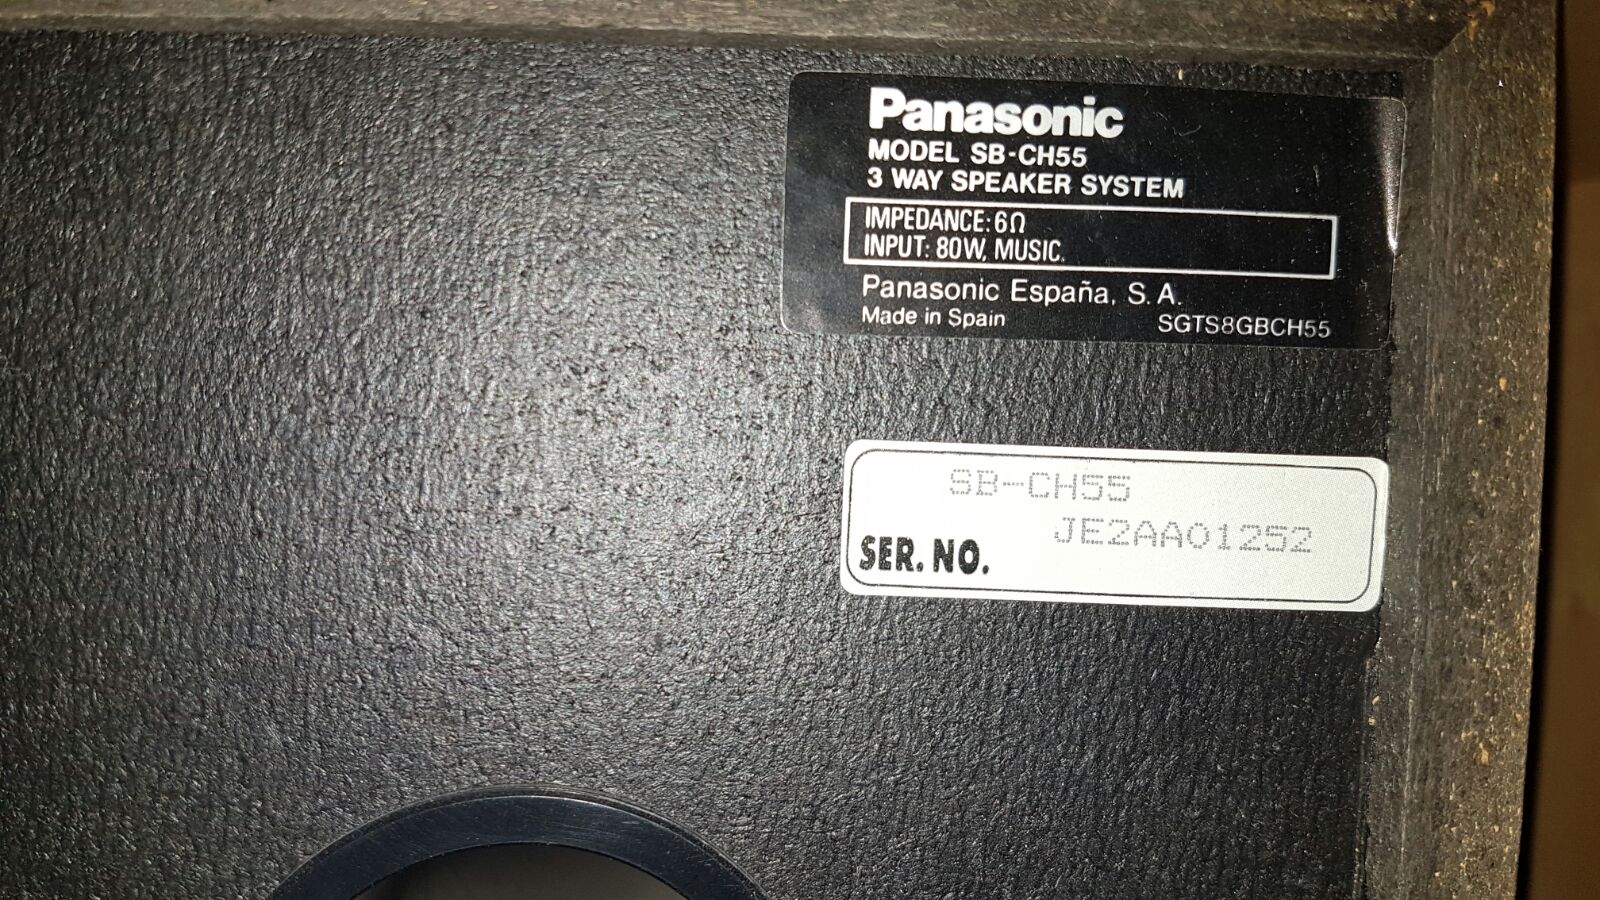 Panasonic
MODEL SB-CH55
3 WAY SPEAKER SYSTEM
IMPEDANCE: 6Ω
INPUT: 80W, MUSIC.
Panasonic España, S. A.
Made in Spain SGTS8GBCH55
SB-CH55
JE2AA01252
SER. NO.